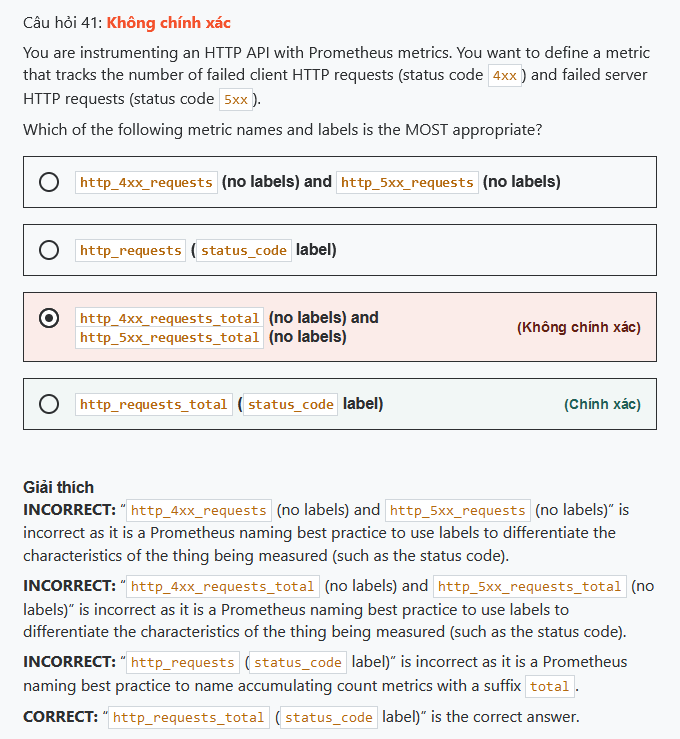 Câu hỏi 41: Không chính xác
You are instrumenting an HTTP API with Prometheus metrics. You want to define a metric
that tracks the number of failed client HTTP requests (status code 4xx) and failed server
HTTP requests (status code 5xx).
Which of the following metric names and labels is the MOST appropriate?
http_4xx_requests (no labels) and http_5xx_requests (no labels)
http_requests (status_code label)
http_4xx_requests_total (no labels) and
http_5xx_requests_total (no labels)
(Không chính xác)
http_requests_total (status_code label)
(Chính xác)
Giải thích
INCORRECT: “http_4xx_requests (no labels) and http_5xx_requests (no labels)” is
incorrect as it is a Prometheus naming best practice to use labels to differentiate the
characteristics of the thing being measured (such as the status code).
INCORRECT: “http_4xx_requests_total (no labels) and http_5xx_requests_total (no
labels)” is incorrect as it is a Prometheus naming best practice to use labels to
differentiate the characteristics of the thing being measured (such as the status code).
INCORRECT: “http_requests (status_code label)“ is incorrect as it is a Prometheus
naming best practice to name accumulating count metrics with a suffix total.
CORRECT: “http_requests_total (status_code label)“ is the correct answer.